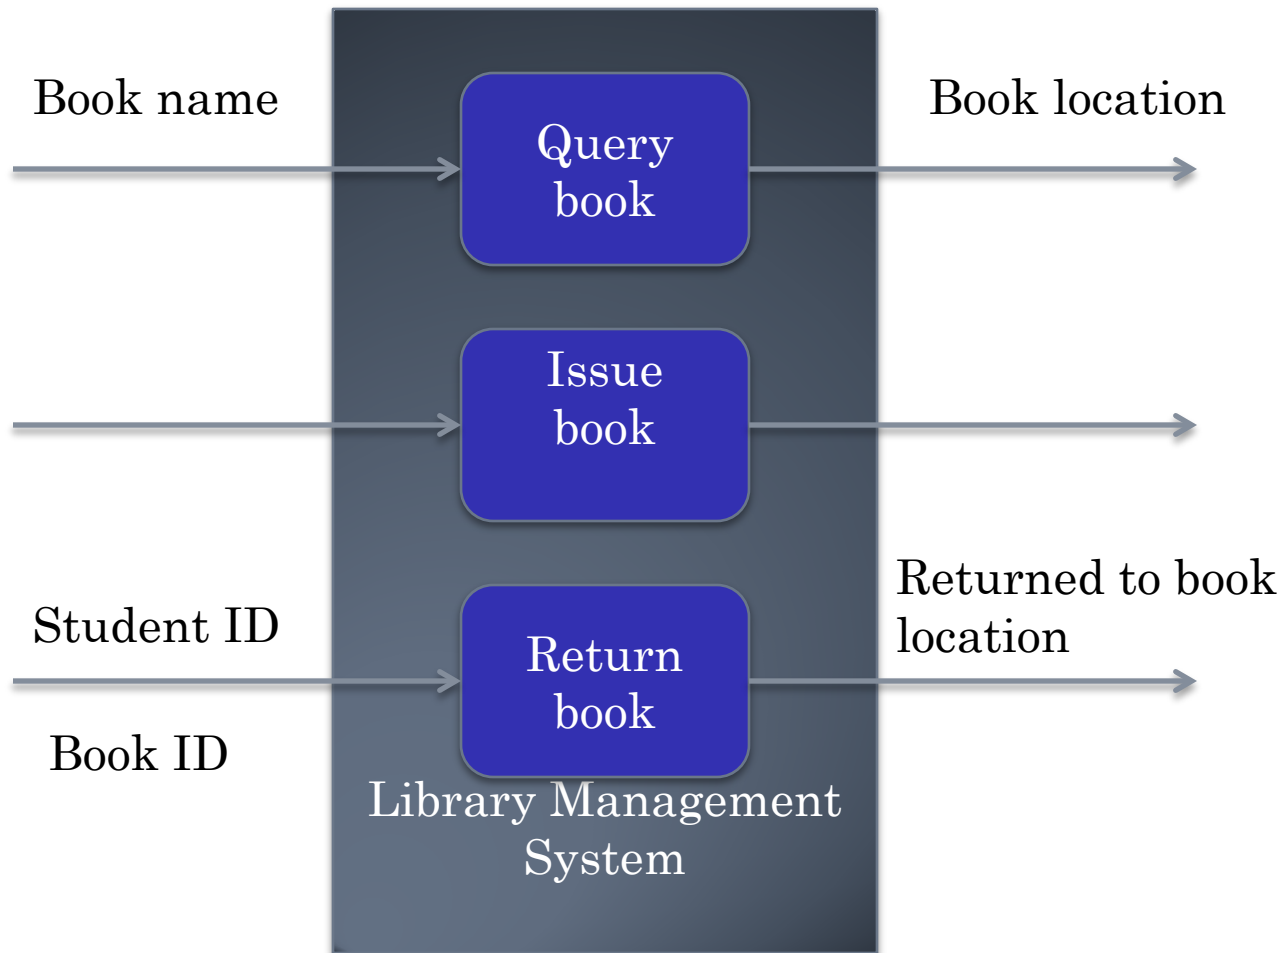 Book name
Query
book
Book location
Issue
book
Student ID
Book ID
Return
book
Returned to book
location
Library Management
System